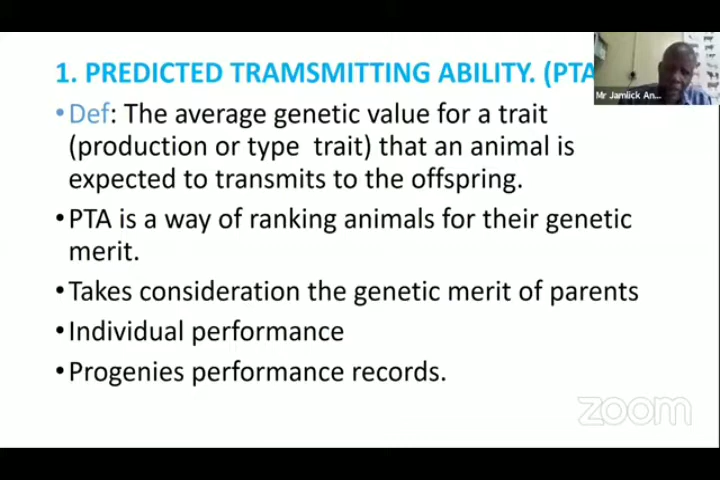 1. PREDICTED TRAMSMITTING ABILITY. (PTA
• Def: The average genetic value for a trait
(production or type trait) that an animal is
expected to transmits to the offspring.
• PTA is a way of ranking animals for their genetic
merit.
• Takes consideration the genetic merit of parents
• Individual performance
• Progenies performance records.
Mr Jamlick An...
zoom